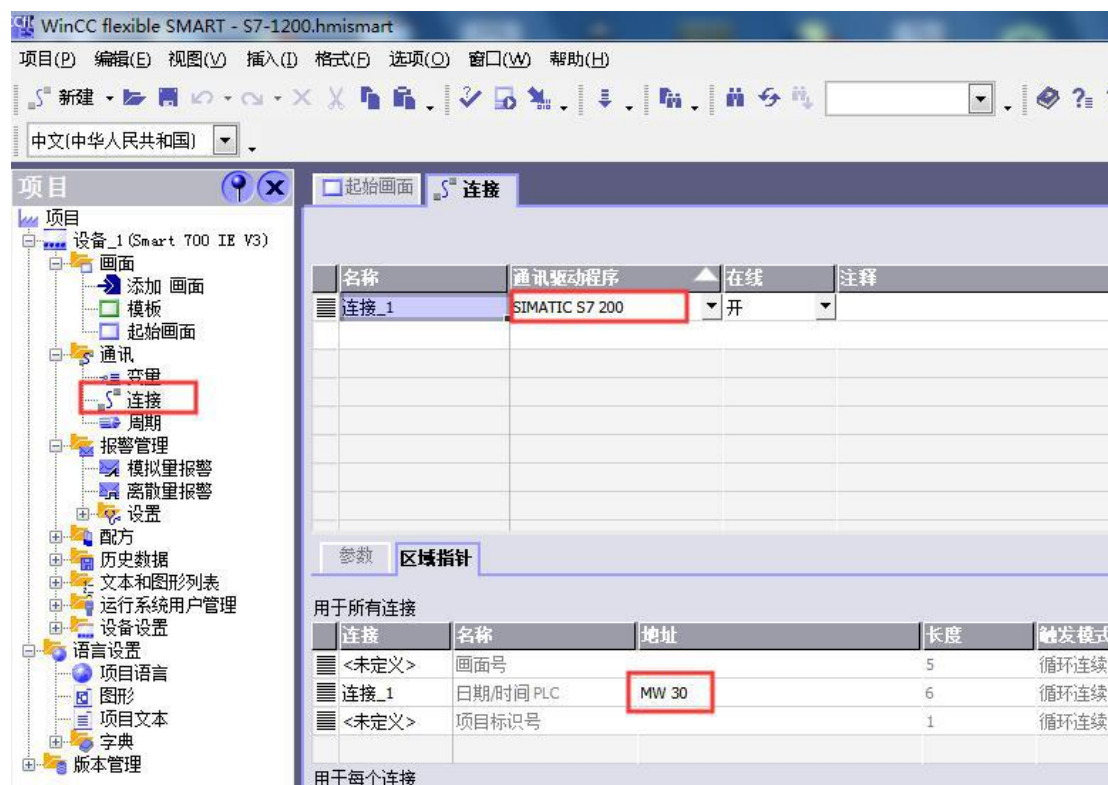 WinCC flexible SMART - S7-1200.hmismart
项目(P) 编辑(E) 视图(V) 插入(I) 格式(F) 选项(O) 窗口(W) 帮助(H)
新建
中文(中华人民共和国)
项目
起始画面 连接
项目
设备_1(Smart 700 IE V3)
画面
添加 画面
模板
起始画面
通讯
变量
连接
周期
报警管理
模拟量报警
离散量报警
设置
配方
历史数据
文本和图形列表
运行系统用户管理
设备设置
语言设置
项目语言
图形
项目文本
字典
版本管理
名称 通讯驱动程序 在线 注释
连接_1 SIMATIC S7 200 开
参数 区域指针
用于所有连接
连接 名称 地址 长度 触发模式
<未定义> 画面号 5 循环连续
连接_1 日期/时间 PLC MW 30 6 循环连续
<未定义> 项目标识号 1 循环连续
用于每个连接